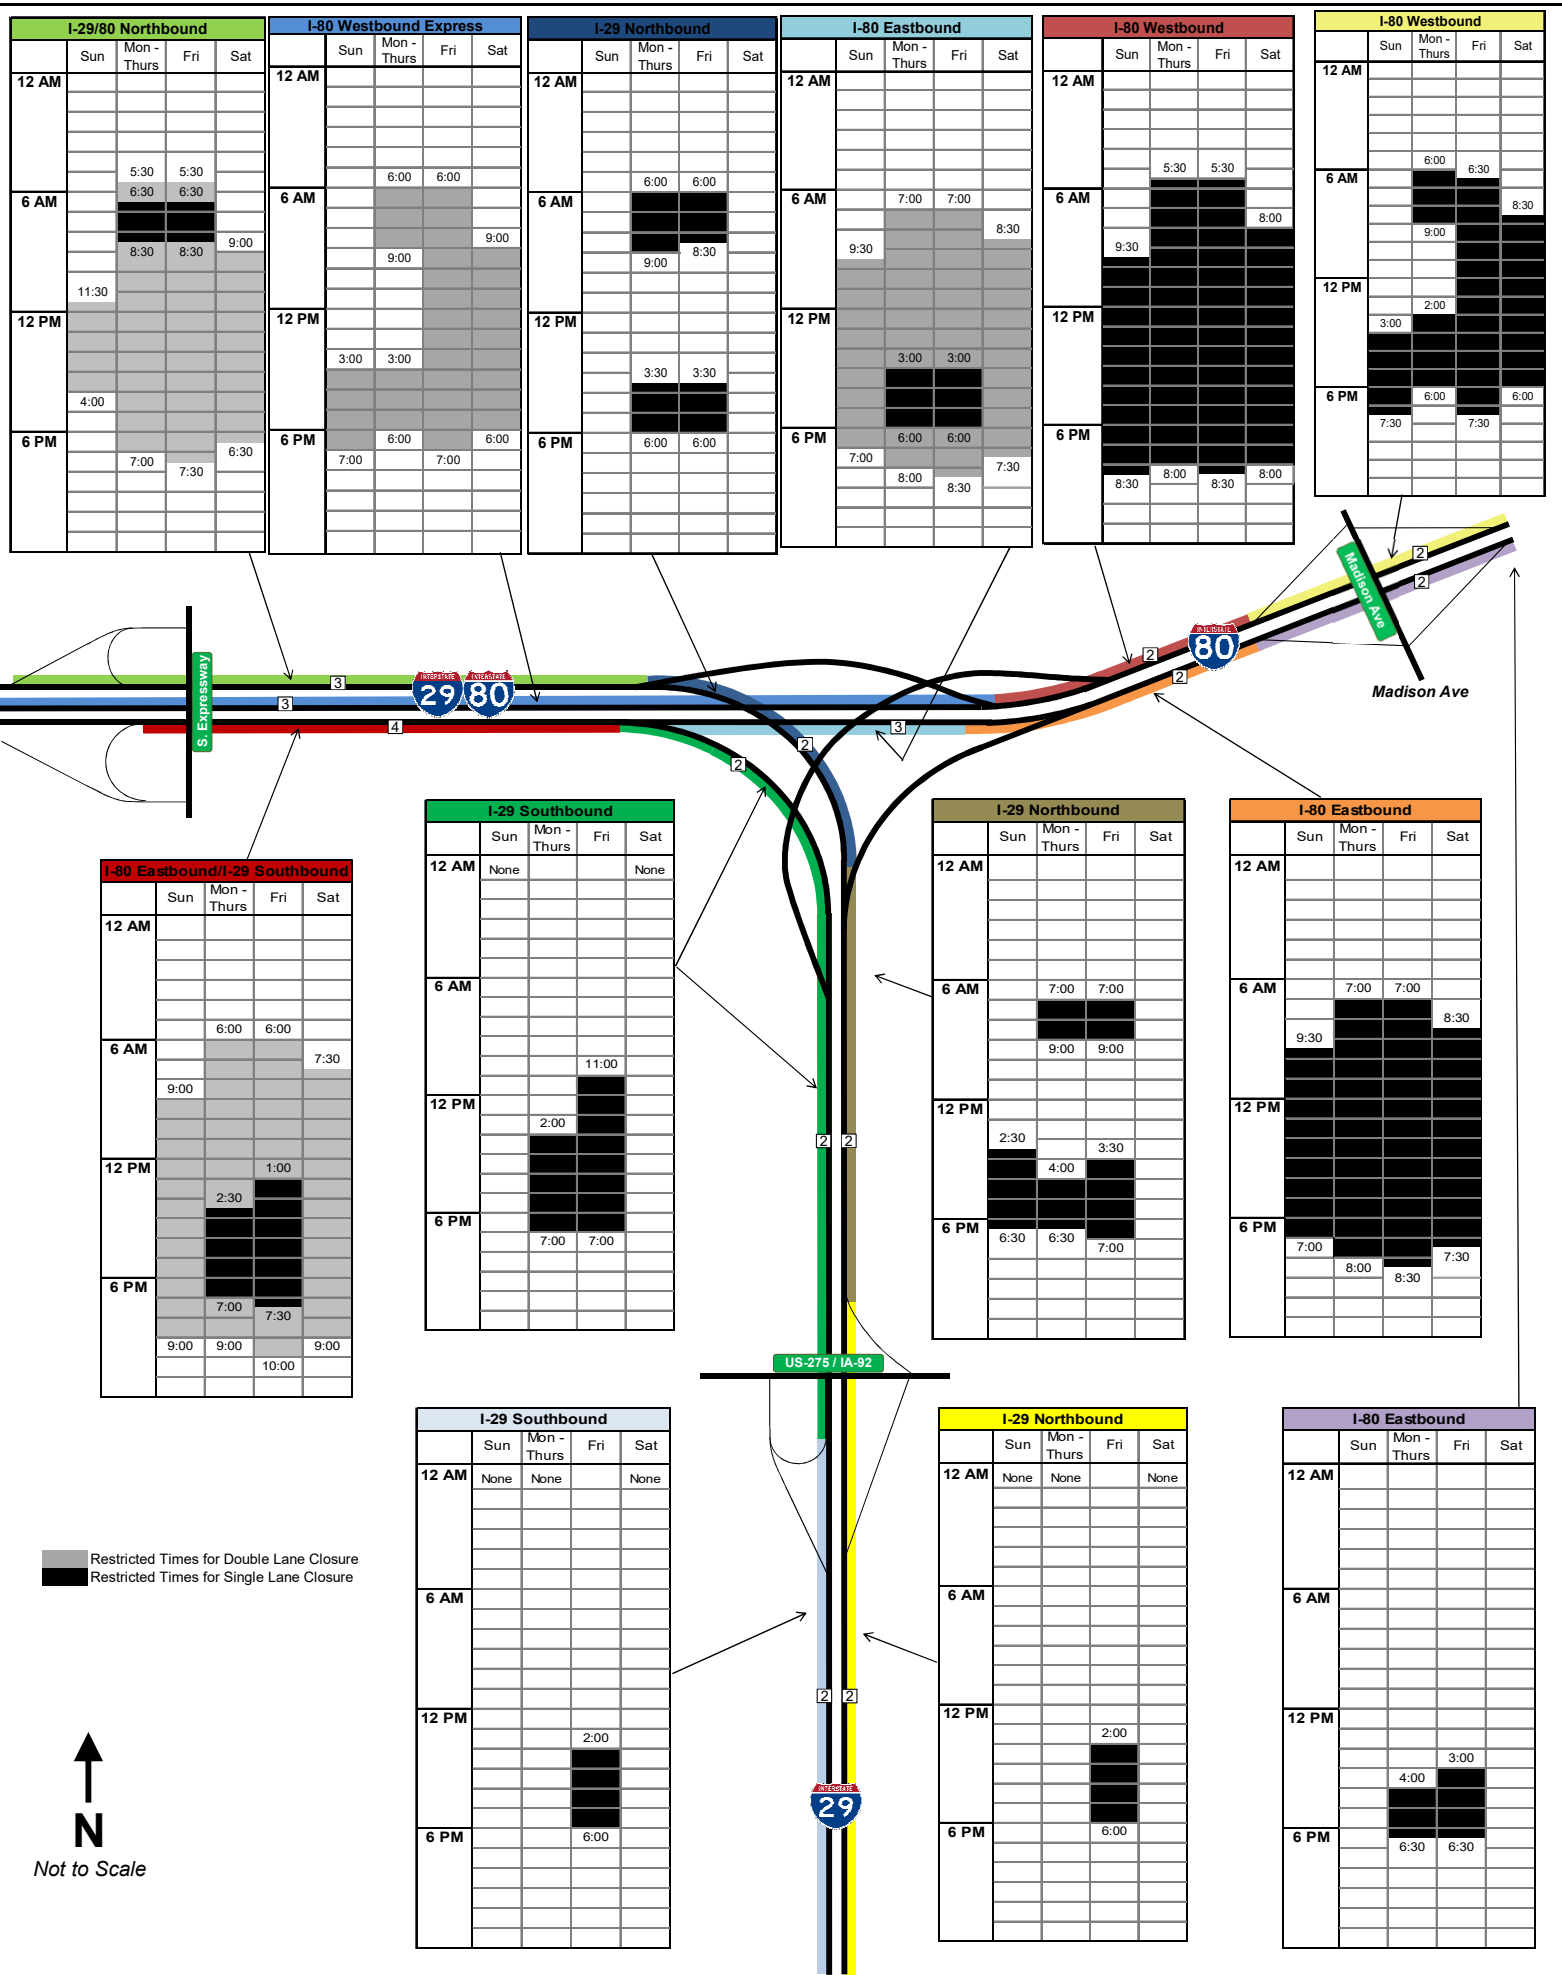 I-29/80 Northbound
Sun Mon - Thurs Fri Sat
12 AM
5:30 5:30
6:30 6:30
6 AM
8:30 8:30 9:00
11:30
12 PM
4:00
6 PM
6:30
7:00
7:30
I-80 Westbound Express
Sun Mon - Thurs Fri Sat
12 AM
6:00 6:00
6 AM
9:00
9:00
12 PM
3:00 3:00
6 PM
6:00 6:00
7:00 7:00
I-29 Northbound
Sun Mon - Thurs Fri Sat
12 AM
6:00 6:00
6 AM
8:30
9:00
12 PM
3:30 3:30
6 PM
6:00 6:00
I-80 Eastbound
Sun Mon - Thurs Fri Sat
12 AM
6 AM
7:00 7:00
8:30
9:30
12 PM
3:00 3:00
6 PM
6:00 6:00
7:00
7:30
8:00
8:30
I-80 Westbound
Sun Mon - Thurs Fri Sat
12 AM
5:30 5:30
6 AM
8:00
9:30
12 PM
6 PM
8:00 8:00
8:30 8:30
I-80 Westbound
Sun Mon - Thurs Fri Sat
12 AM
6:00
6:30
6 AM
8:30
9:00
12 PM
2:00
3:00
6 PM
6:00 6:00
7:30 7:30
2
2
Madison Ave
INTERSTATE
80
2
2
Madison Ave
S. Expressway
3
INTERSTATE
29
INTERSTATE
80
3
4
3
2
2
I-29 Southbound
Sun Mon - Thurs Fri Sat
12 AM
None None
6 AM
11:00
12 PM
2:00
6 PM
7:00 7:00
I-29 Northbound
Sun Mon - Thurs Fri Sat
12 AM
6 AM
7:00 7:00
9:00 9:00
12 PM
2:30
3:30
4:00
6 PM
6:30 6:30
7:00
I-80 Eastbound
Sun Mon - Thurs Fri Sat
12 AM
6 AM
7:00 7:00
8:30
9:30
12 PM
6 PM
7:00
7:30
8:00
8:30
I-80 Eastbound/I-29 Southbound
Sun Mon - Thurs Fri Sat
12 AM
6:00 6:00
6 AM
7:30
9:00
12 PM
1:00
2:30
6 PM
7:00
7:30
9:00 9:00 9:00
10:00
2 2
US-275 / IA-92
I-29 Southbound
Sun Mon - Thurs Fri Sat
12 AM
None None None
6 AM
12 PM
2:00
6 PM
6:00
I-29 Northbound
Sun Mon - Thurs Fri Sat
12 AM
None None None
6 AM
12 PM
2:00
6 PM
6:00
I-80 Eastbound
Sun Mon - Thurs Fri Sat
12 AM
6 AM
12 PM
3:00
4:00
6 PM
6:30 6:30
Restricted Times for Double Lane Closure
Restricted Times for Single Lane Closure
2 2
INTERSTATE
29
N
Not to Scale